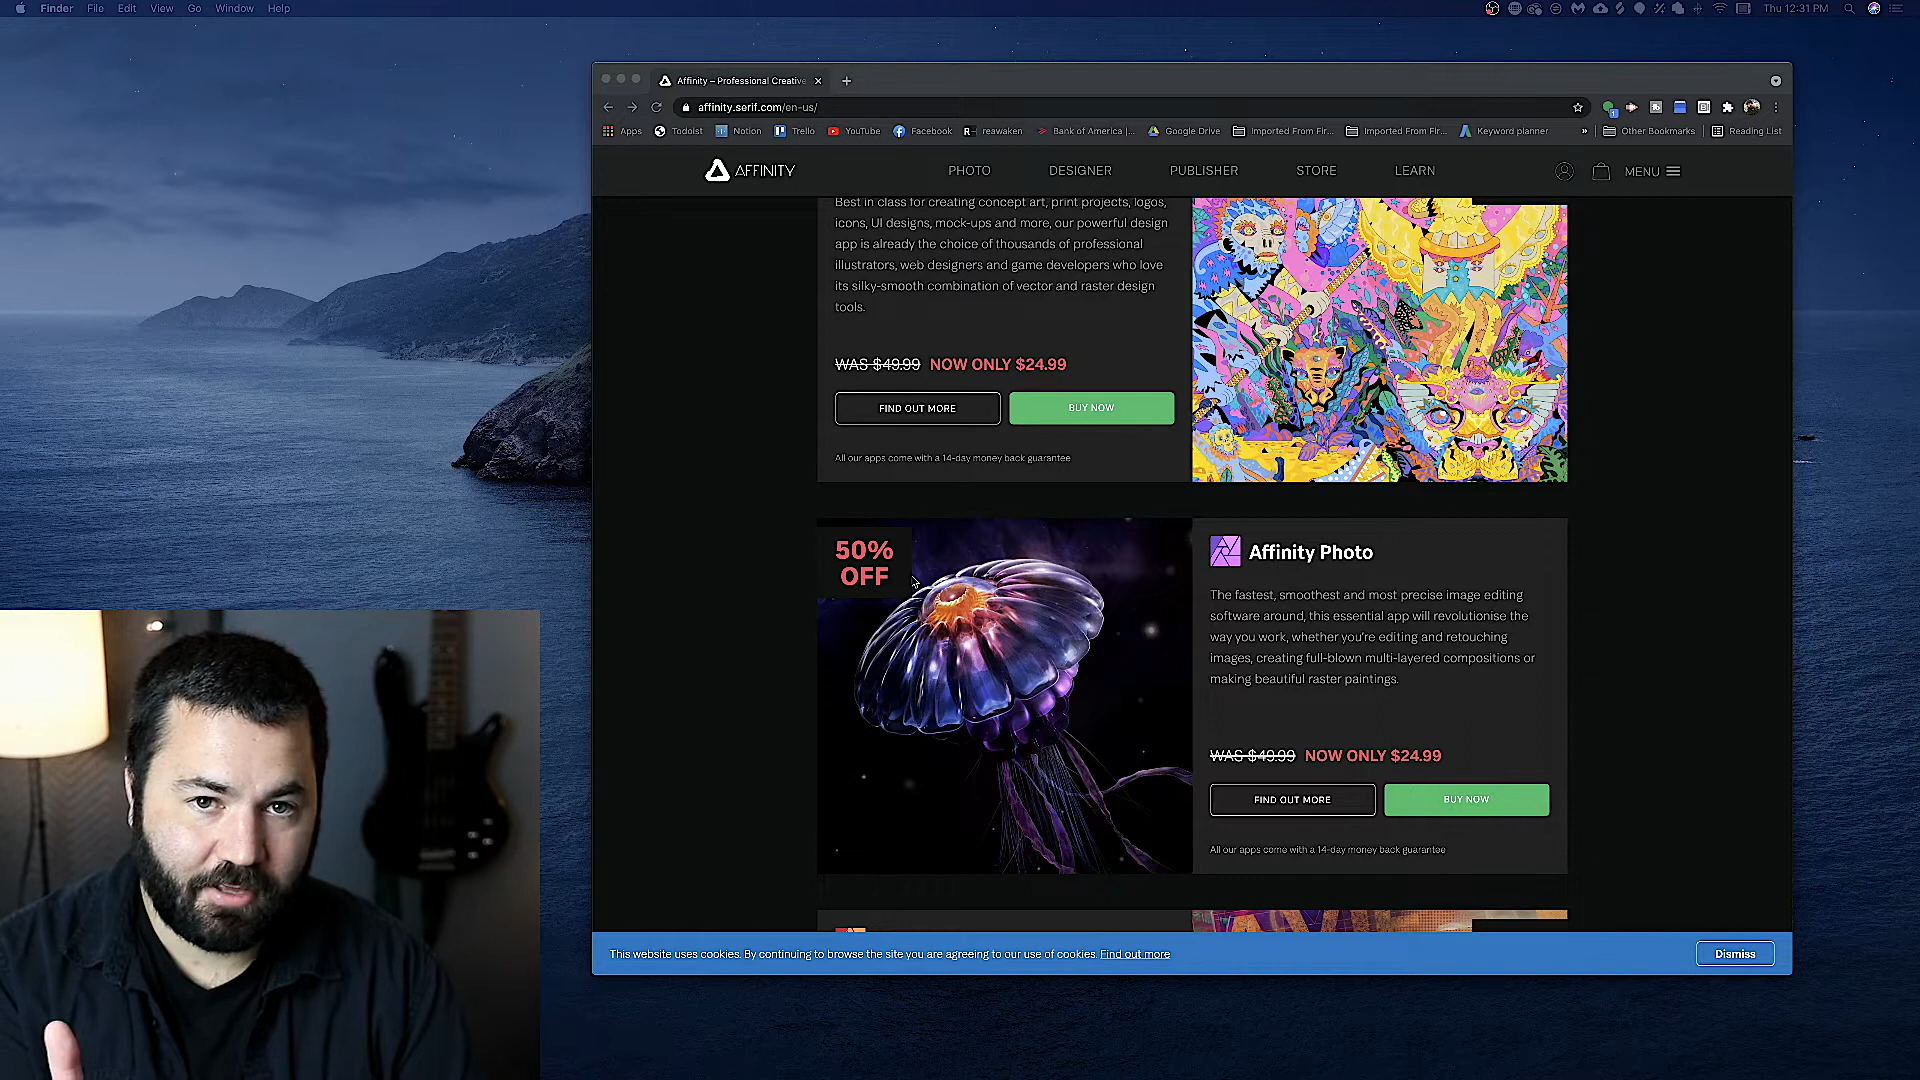 Finder File Edit View Go Window Help
Thu 12:31 PM
Affinity – Professional Creative
affinity.serif.com/en-us/
Apps Todoist Notion Trello YouTube Facebook reawaken Bank of America |... Google Drive Imported From Fir... Imported From Fir... Keyword planner » Other Bookmarks Reading List
AFFINITY PHOTO DESIGNER PUBLISHER STORE LEARN MENU
Best in class for creating concept art, print projects, logos,
icons, UI designs, mock-ups and more, our powerful design
app is already the choice of thousands of professional
illustrators, web designers and game developers who love
its silky-smooth combination of vector and raster design
tools.
WAS $49.99 NOW ONLY $24.99
FIND OUT MORE BUY NOW
All our apps come with a 14-day money back guarantee
50%
OFF
Affinity Photo
The fastest, smoothest and most precise image editing
software around, this essential app will revolutionise the
way you work, whether you're editing and retouching
images, creating full-blown multi-layered compositions or
making beautiful raster paintings.
WAS $49.99 NOW ONLY $24.99
FIND OUT MORE BUY NOW
All our apps come with a 14-day money back guarantee
This website uses cookies. By continuing to browse the site you are agreeing to our use of cookies. Find out more
Dismiss